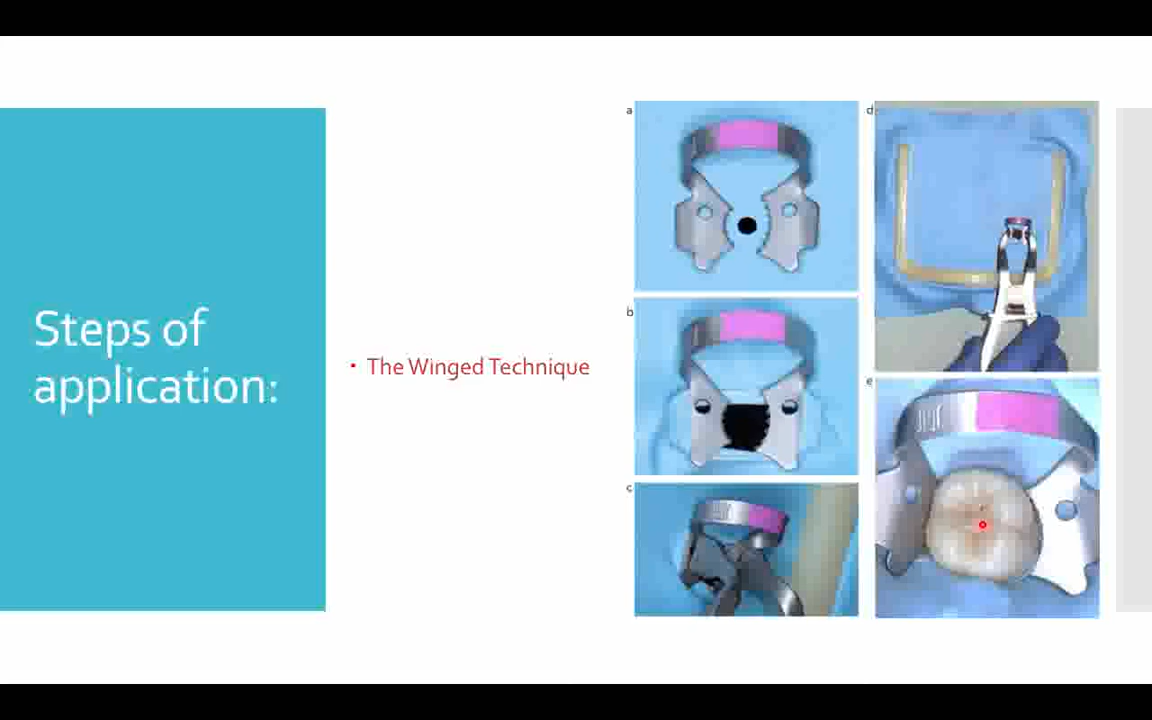 Steps of
application:
• The Winged Technique
a
b
c
d
e